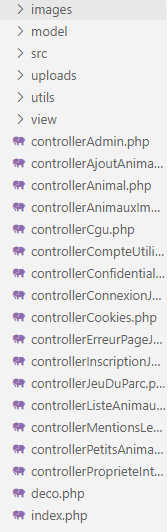 images
model
src
uploads
utils
view
controllerAdmin.php
controllerAjoutAnima...
controllerAnimal.php
controllerAnimauxIm...
controllerCgu.php
controllerCompteUtili...
controllerConfidential...
controllerConnexionJ...
controllerCookies.php
controllerErreurPageJ...
controllerInscriptionJ...
controllerJeuDuParc.p...
controllerListeAnimau...
controllerMentionsLe...
controllerPetitsAnima...
controllerProprieteInt...
deco.php
index.php